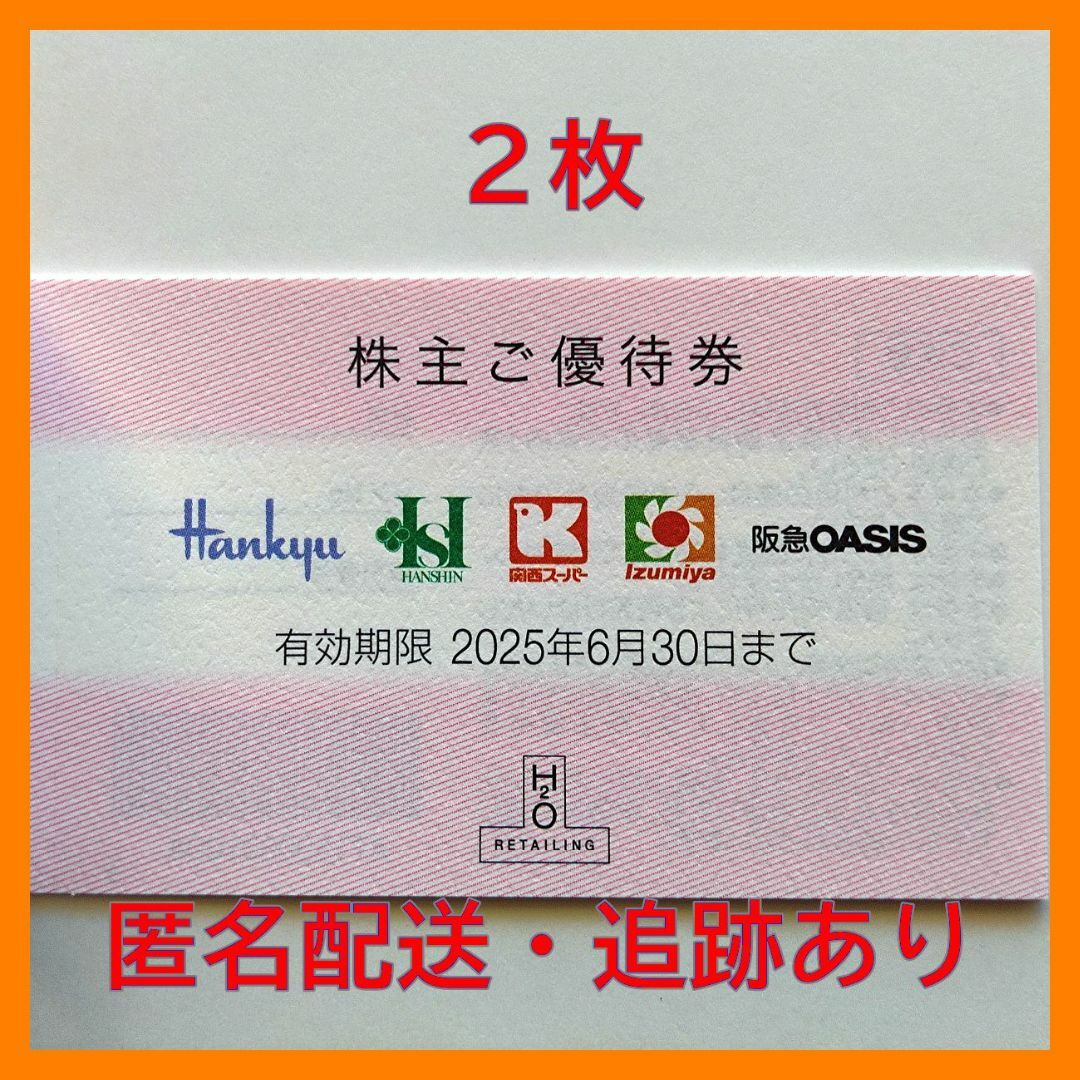 ２枚
株主ご優待券
Hankyu HSI HANSHIN K 関西スーパー Izumiya 阪急OASIS
有効期限 2025年6月30日まで
H2O
RETAILING
匿名配送・追跡あり